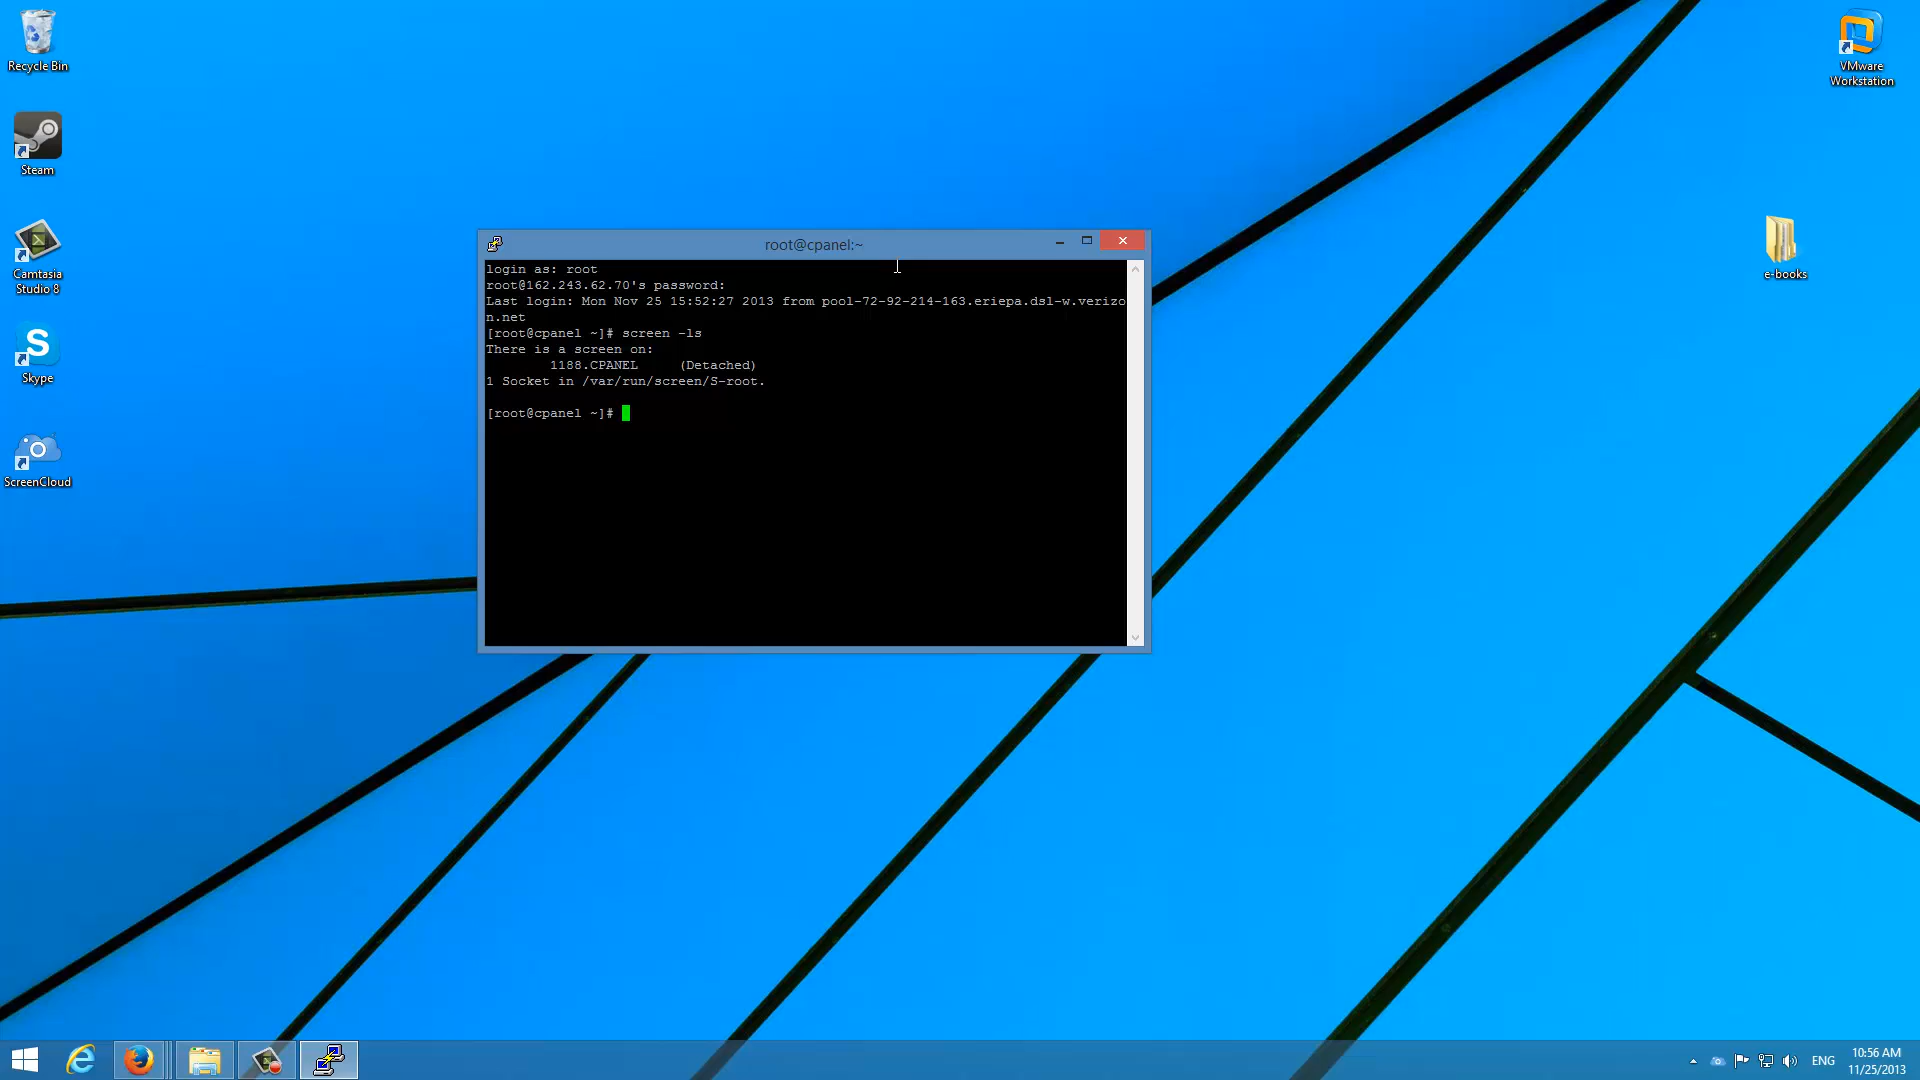 Recycle Bin
Steam
Camtasia
Studio 8
Skype
ScreenCloud
VMware
Workstation
e-books
root@cpanel:~
login as: root
root@162.243.62.70's password:
Last login: Mon Nov 25 15:52:27 2013 from pool-72-92-214-163.eriepa.dsl-w.verizo
n.net
[root@cpanel ~]# screen -ls
There is a screen on:
1188.CPANEL (Detached)
1 Socket in /var/run/screen/S-root.
[root@cpanel ~]#
ENG
10:56 AM
11/25/2013